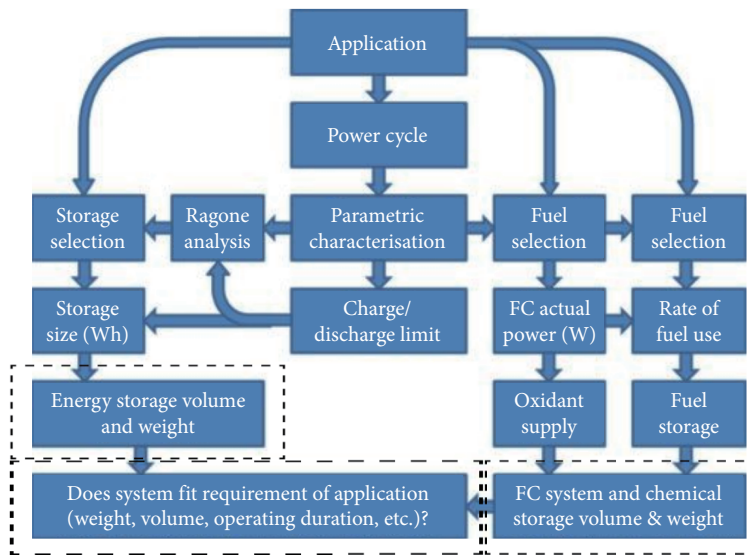 Application
Power cycle
Storage
selection
Ragone
analysis
Parametric
characterisation
Fuel
selection
Fuel
selection
Storage
size (Wh)
Charge/
discharge limit
FC actual
power (W)
Rate of
fuel use
Energy storage volume
and weight
Oxidant
supply
Fuel
storage
Does system fit requirement of application
(weight, volume, operating duration, etc.)?
FC system and chemical
storage volume & weight